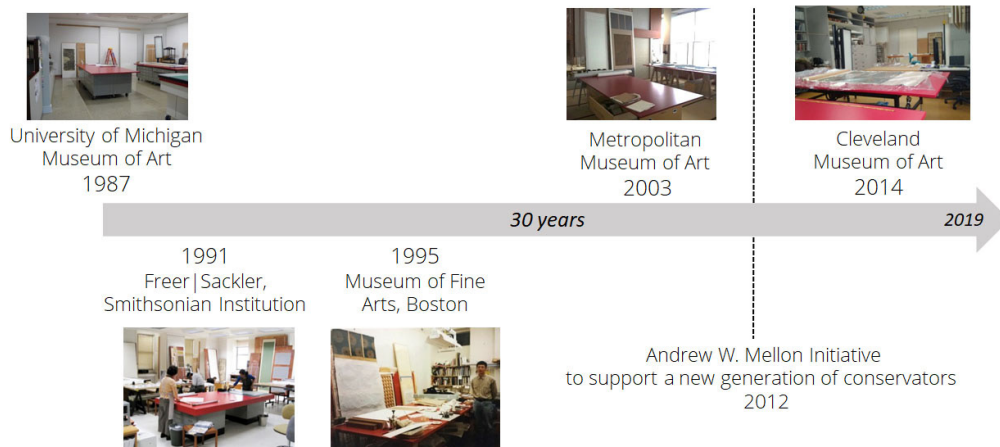 University of Michigan
Museum of Art
1987
Metropolitan
Museum of Art
2003
Cleveland
Museum of Art
2014
30 years
2019
1991
Freer|Sackler,
Smithsonian Institution
1995
Museum of Fine
Arts, Boston
Andrew W. Mellon Initiative
to support a new generation of conservators
2012